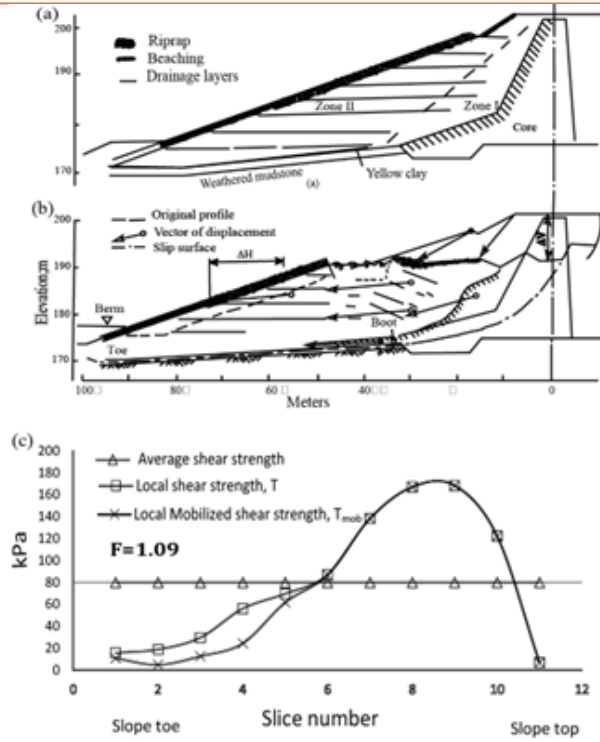 (a)
200
190
170
Riprap
Beaching
Drainage layers
Zone II
Zone I
Core
Weathered mudstone
(a)
Yellow clay
(b)
200
190
180
170
Elevation,m
Original profile
Vector of displacement
Slip surface
ΔH
ΔV
Berm
Toe
Boot
100
80
60
40
0
Meters
(c)
200
180
160
140
120
100
80
60
40
20
0
kPa
Average shear strength
Local shear strength, T
Local Mobilized shear strength, Tmob
F=1.09
0 2 4 6 8 10 12
Slope toe
Slice number
Slope top